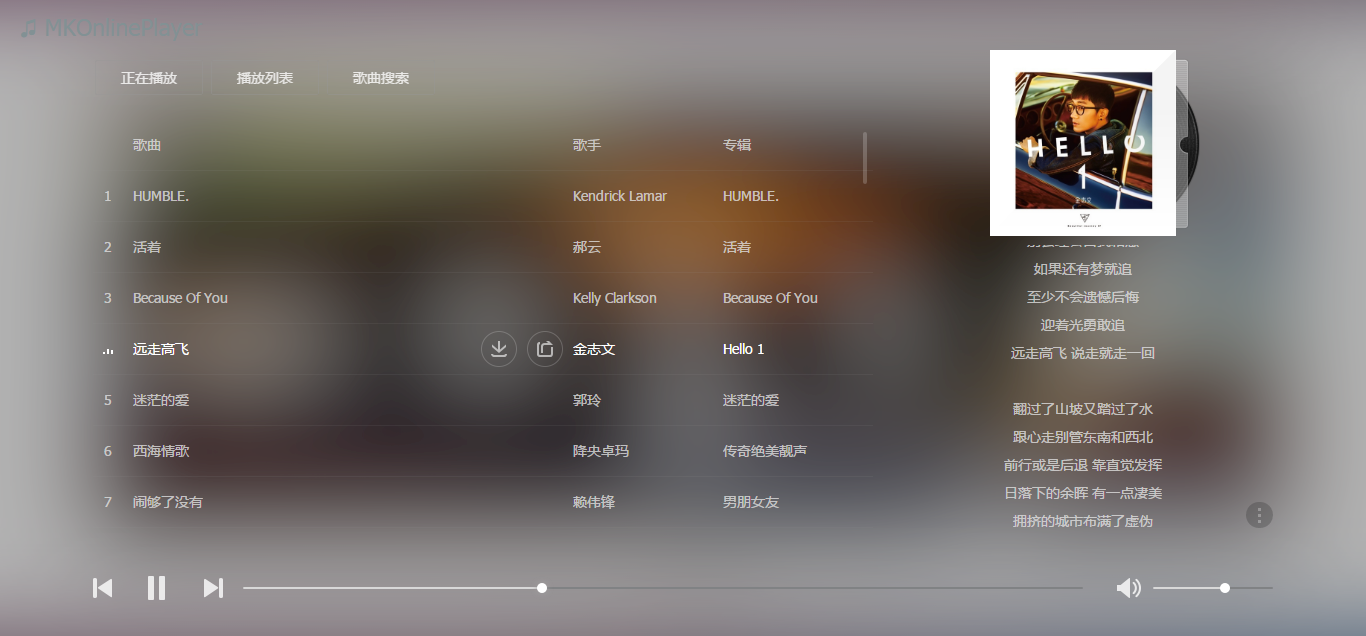 MKOnlinePlayer
正在播放 播放列表 歌曲搜索
歌曲 歌手 专辑
1 HUMBLE. Kendrick Lamar HUMBLE.
2 活着 郝云 活着
3 Because Of You Kelly Clarkson Because Of You
远走高飞 金志文 Hello 1
5 迷茫的爱 郭玲 迷茫的爱
6 西海情歌 降央卓玛 传奇绝美靓声
7 闹够了没有 赖伟锋 男朋女友
HELLO
1
金志文
如果还有梦就追
至少不会遗憾后悔
迎着光勇敢追
远走高飞 说走就走一回
翻过了山坡又踏过了水
跟心走别管东南和西北
前行或是后退 靠直觉发挥
日落下的余晖 有一点凄美
拥挤的城市布满了虚伪